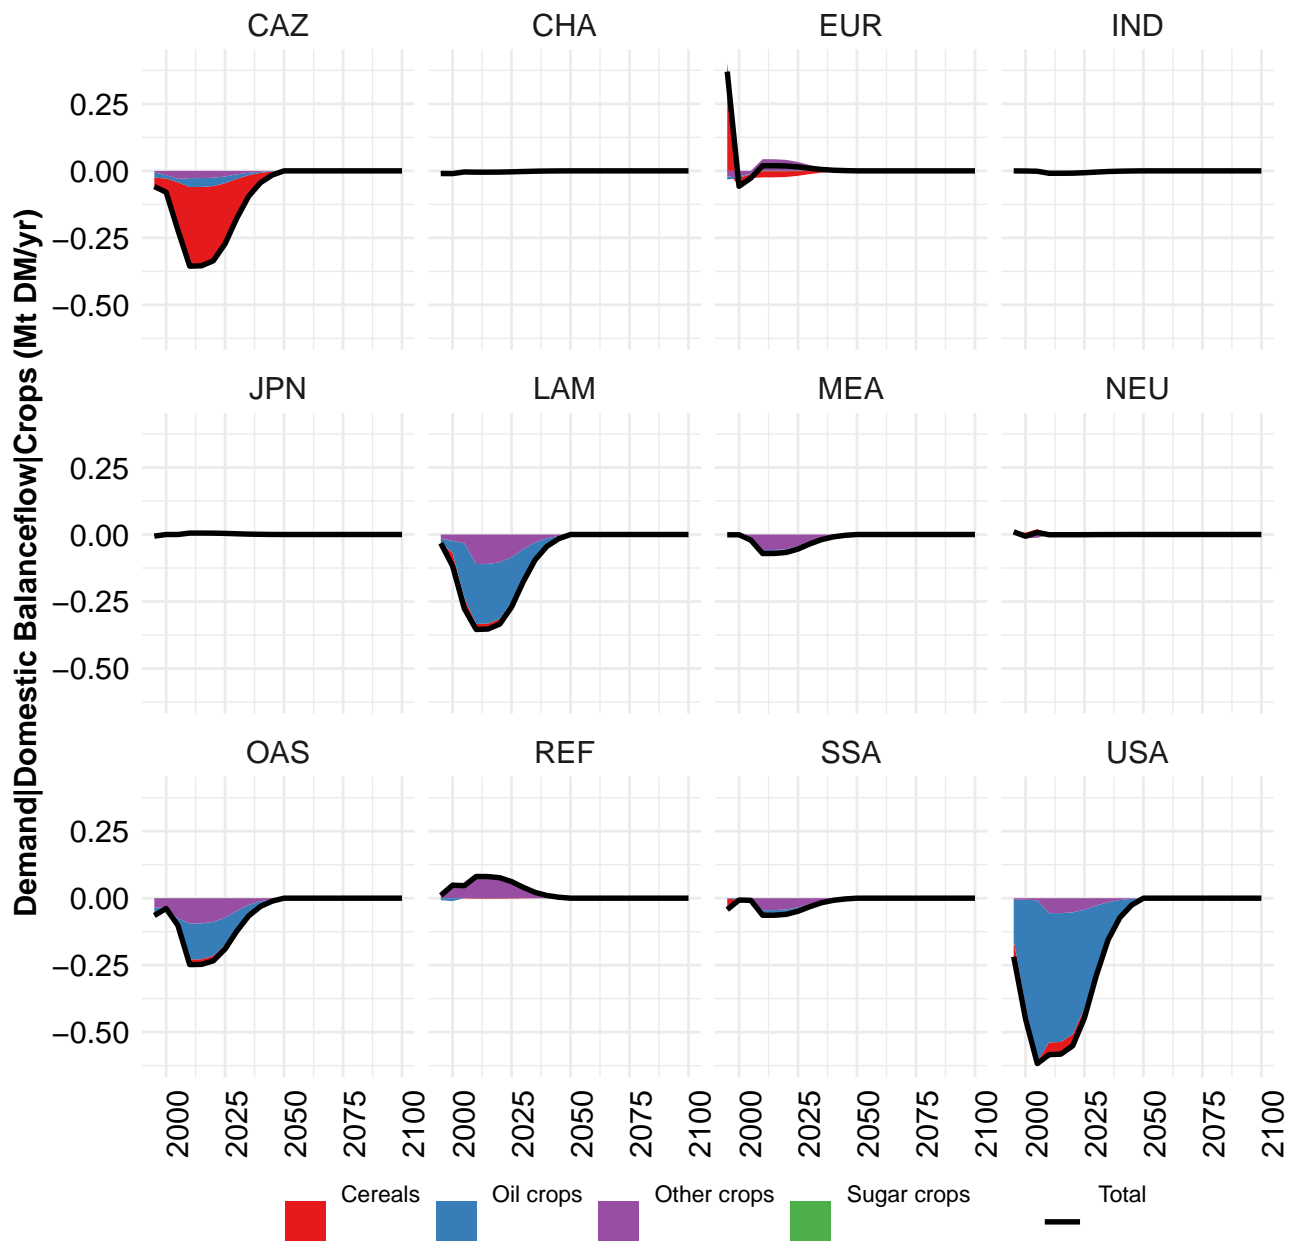 CAZ CHA EUR IND
0.25
0.00
−0.25
−0.50
JPN LAM MEA NEU
0.25
0.00
−0.25
−0.50
OAS REF SSA USA
0.25
0.00
−0.25
−0.50
Demand|Domestic Balanceflow|Crops (Mt DM/yr)
2000 2025 2050 2075 2100 2000 2025 2050 2075 2100 2000 2025 2050 2075 2100 2000 2025 2050 2075 2100
Cereals Oil crops Other crops Sugar crops Total